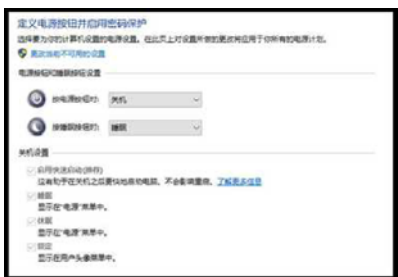 定义电源按钮并启用密码保护
选择要为你的计算机设置的电源设置。在此页上对设置所做的更改将应用于你所有的电源计划。
更改当前不可用的设置
电源按钮和睡眠按钮设置
按电源按钮时: 关机
按睡眠按钮时: 睡眠
关机设置
启用快速启动(推荐)
这有助于在关机之后更快地启动电脑。不会影响重启。了解更多信息
睡眠
显示在"电源"菜单中。
休眠
显示在"电源"菜单中。
锁定
显示在用户头像菜单中。